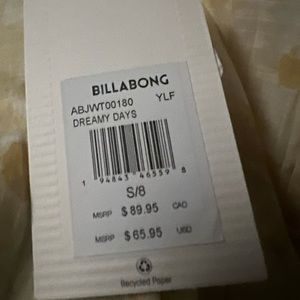 BILLABONG
ABJWT00180 YLF
DREAMY DAYS
1 94843 46559 8
S/8
MSRP $ 89.95 CAD
MSRP $ 65.95 USD
Recycled Paper